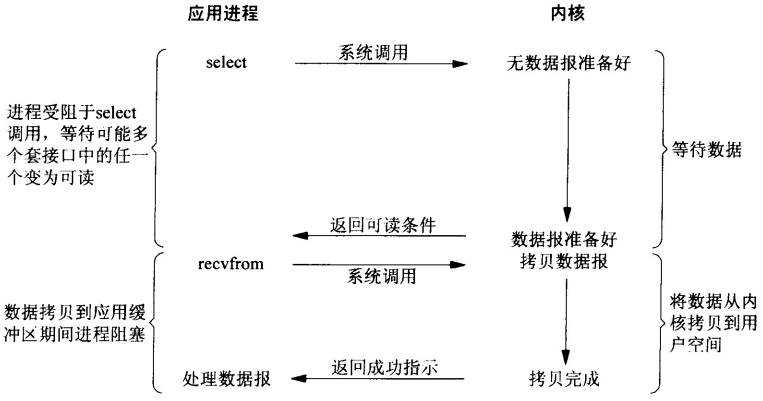 应用进程
内核
select
系统调用
无数据报准备好
进程受阻于select
调用，等待可能多
个套接口中的任一
个变为可读
等待数据
返回可读条件
数据报准备好
recvfrom
系统调用
拷贝数据报
数据拷贝到应用缓
冲区期间进程阻塞
将数据从内
核拷贝到用
户空间
处理数据报
返回成功指示
拷贝完成